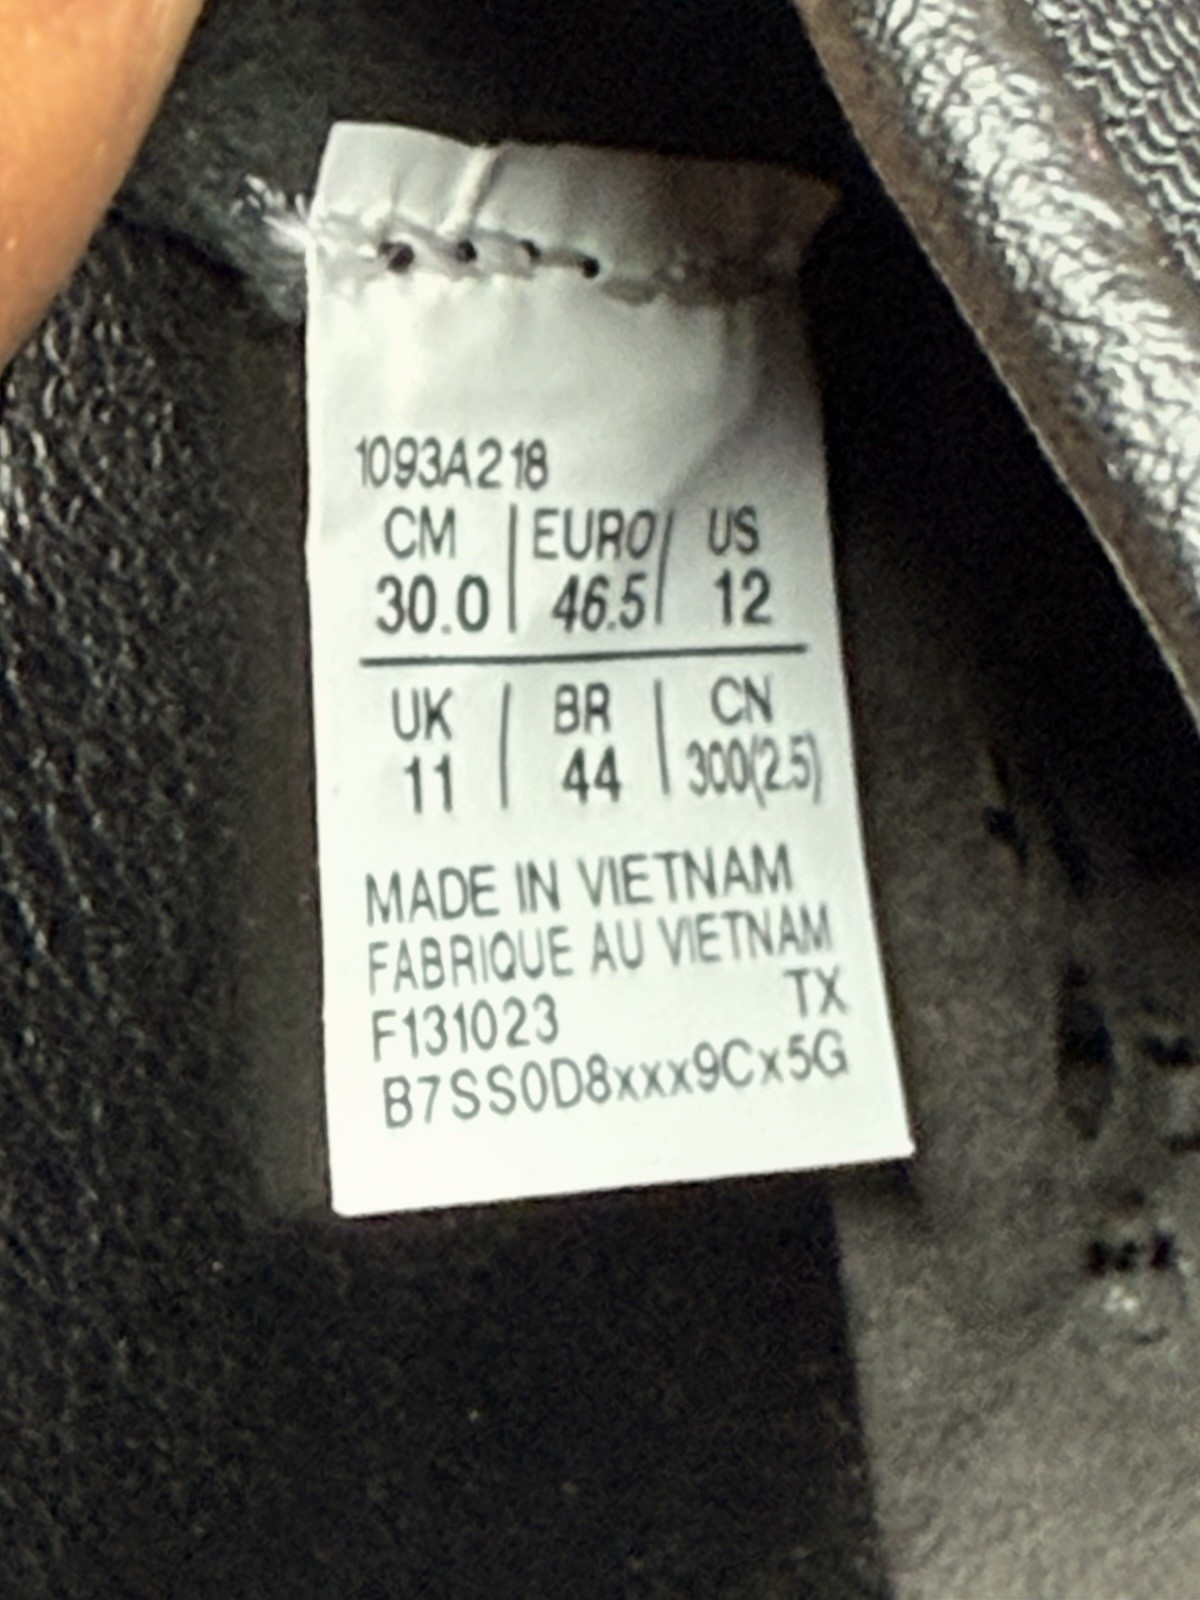 1093A218
CM | EURO | US
30.0 | 46.5 | 12
UK | BR | CN
11 | 44 | 300(2.5)
MADE IN VIETNAM
FABRIQUE AU VIETNAM
F131023 TX
B7SS0D8xxx9Cx5G